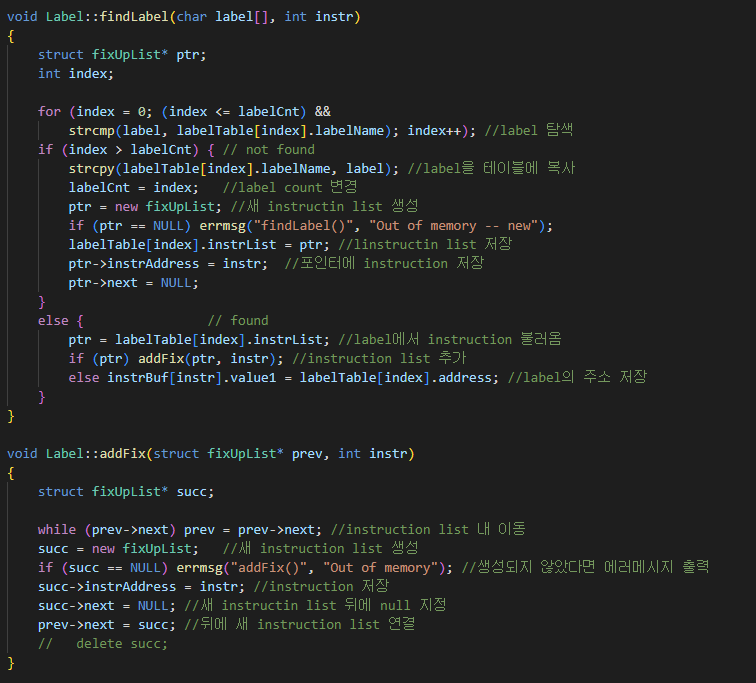 void Label::findLabel(char label[], int instr)
{
    struct fixUpList* ptr;
    int index;

    for (index = 0; (index <= labelCnt) &&
        strcmp(label, labelTable[index].labelName); index++); //label 탐색
    if (index > labelCnt) { // not found
        strcpy(labelTable[index].labelName, label); //label을 테이블에 복사
        labelCnt = index;   //label count 변경
        ptr = new fixUpList; //새 instructin list 생성
        if (ptr == NULL) errmsg("findLabel()", "Out of memory -- new");
        labelTable[index].instrList = ptr; //linstructin list 저장
        ptr->instrAddress = instr;  //포인터에 instruction 저장
        ptr->next = NULL;
    }
    else {                // found
        ptr = labelTable[index].instrList; //label에서 instruction 불러옴
        if (ptr) addFix(ptr, instr); //instruction list 추가
        else instrBuf[instr].value1 = labelTable[index].address; //label의 주소 저장
    }
}

void Label::addFix(struct fixUpList* prev, int instr)
{
    struct fixUpList* succ;

    while (prev->next) prev = prev->next; //instruction list 내 이동
    succ = new fixUpList;   //새 instruction list 생성
    if (succ == NULL) errmsg("addFix()", "Out of memory"); //생성되지 않았다면 에러메시지 출력
    succ->instrAddress = instr; //instruction 저장
    succ->next = NULL; //새 instructin list 뒤에 null 지정
    prev->next = succ; //뒤에 새 instruction list 연결
    //   delete succ;
}